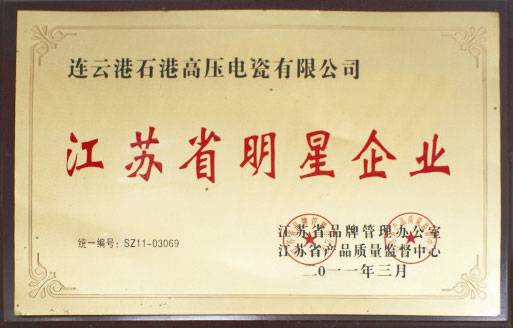 连云港石港高压电瓷有限公司
江苏省明星企业
统一编号：SZ11-03069
江苏省品牌管理办公室
江苏省产品质量监督中心
二〇一一年三月